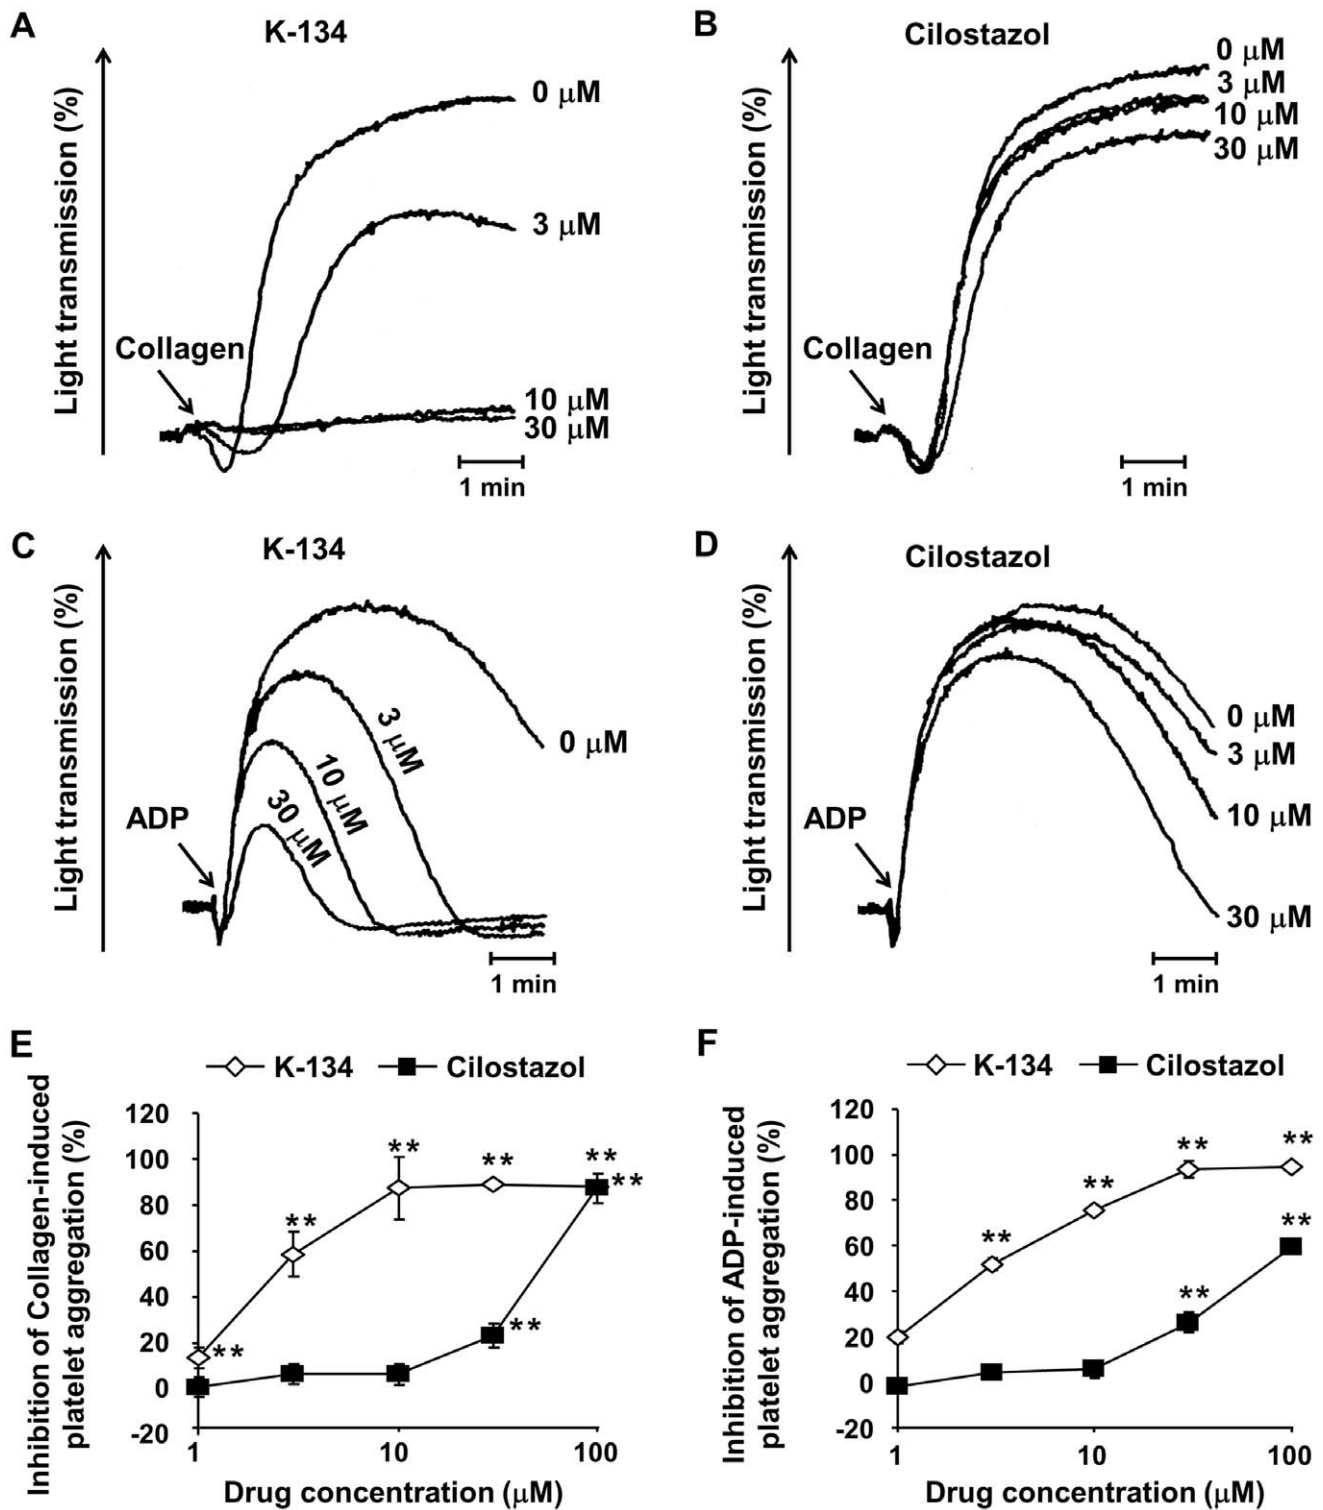 A
K-134
Light transmission (%)
0 μM
3 μM
Collagen
10 μM
30 μM
1 min
B
Cilostazol
Light transmission (%)
0 μM
3 μM
10 μM
30 μM
Collagen
1 min
C
K-134
Light transmission (%)
3 μM
0 μM
10 μM
30 μM
ADP
1 min
D
Cilostazol
Light transmission (%)
0 μM
3 μM
10 μM
30 μM
ADP
1 min
E
K-134
Cilostazol
Inhibition of Collagen-induced
platelet aggregation (%)
120
100
80
60
40
20
0
-20
**
**
**
**
**
**
**
1
10
100
Drug concentration (μM)
F
K-134
Cilostazol
Inhibition of ADP-induced
platelet aggregation (%)
120
100
80
60
40
20
0
-20
**
**
**
**
**
**
1
10
100
Drug concentration (μM)